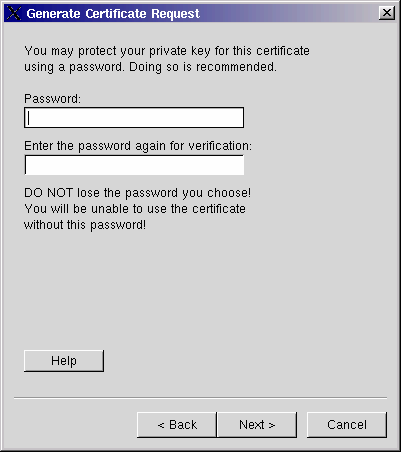 Generate Certificate Request
You may protect your private key for this certificate
using a password. Doing so is recommended.
Password:
Enter the password again for verification:
DO NOT lose the password you choose!
You will be unable to use the certificate
without this password!
Help
< Back
Next >
Cancel